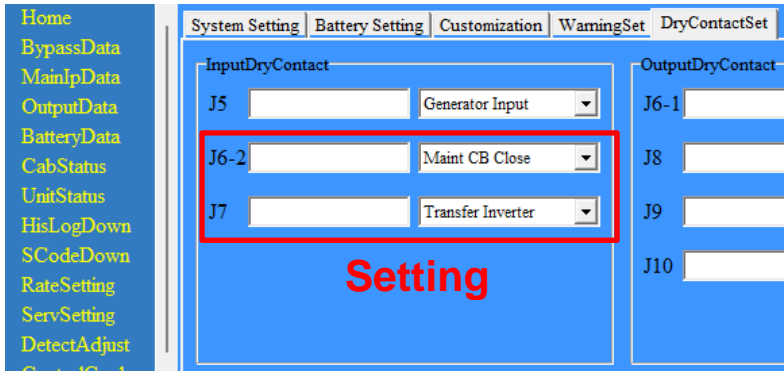 Home
BypassData
MainIpData
OutputData
BatteryData
CabStatus
UnitStatus
HisLogDown
SCodeDown
RateSetting
ServSetting
DetectAdjust
System Setting Battery Setting Customization WarningSet DryContactSet
InputDryContact
J5 Generator Input
J6-2 Maint CB Close
J7 Transfer Inverter
Setting
OutputDryContact
J6-1
J8
J9
J10